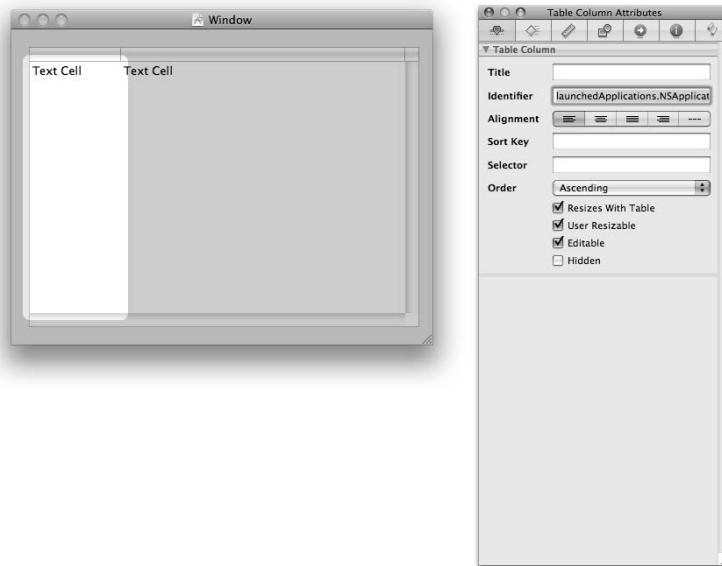 Window
Text Cell Text Cell
Table Column Attributes
Table Column
Title
Identifier launchedApplications.NSApplicat
Alignment
Sort Key
Selector
Order Ascending
Resizes With Table
User Resizable
Editable
Hidden